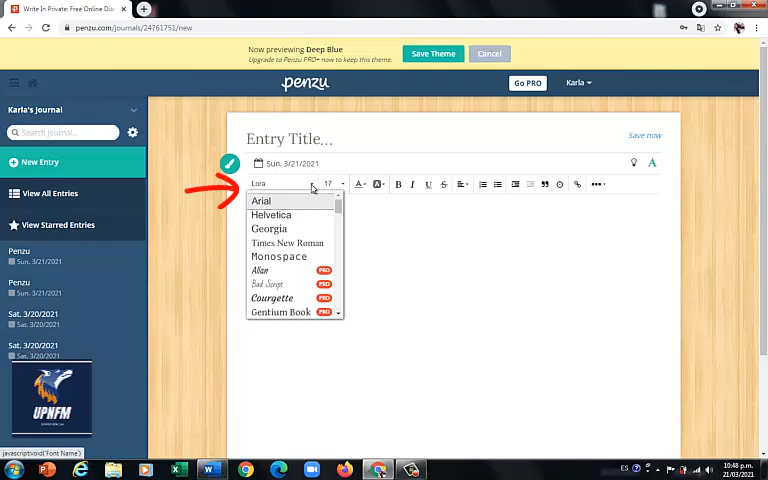 Write In Private: Free Online Dia
penzu.com/journals/24761751/new
Now previewing Deep Blue
Upgrade to Penzu PRO+ now to keep this theme.
Save Theme
Cancel
penzu
Go PRO
Karla
Karla's Journal
Search journal...
New Entry
View All Entries
View Starred Entries
Penzu
Sun. 3/21/2021
Penzu
Sun. 3/21/2021
Sat. 3/20/2021
Sat. 3/20/2021
Sat. 3/20/2021
UPNFM
Entry Title...
Save now
Sun. 3/21/2021
A
Lora
17
A
A
B
I
U
S
Arial
Helvetica
Georgia
Times New Roman
Monospace
Allan PRO
Bad Script PRO
Courgette PRO
Gentium Book PRO
javascript:void('Font Name')
ES
10:48 p.m.
21/03/2021